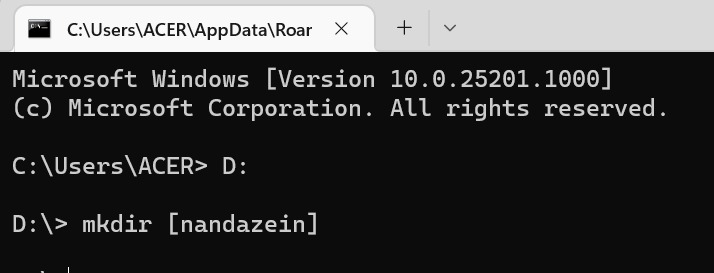 C:\Users\ACER\AppData\Roar
Microsoft Windows [Version 10.0.25201.1000]
(c) Microsoft Corporation. All rights reserved.
C:\Users\ACER> D:
D:\> mkdir [nandazein]